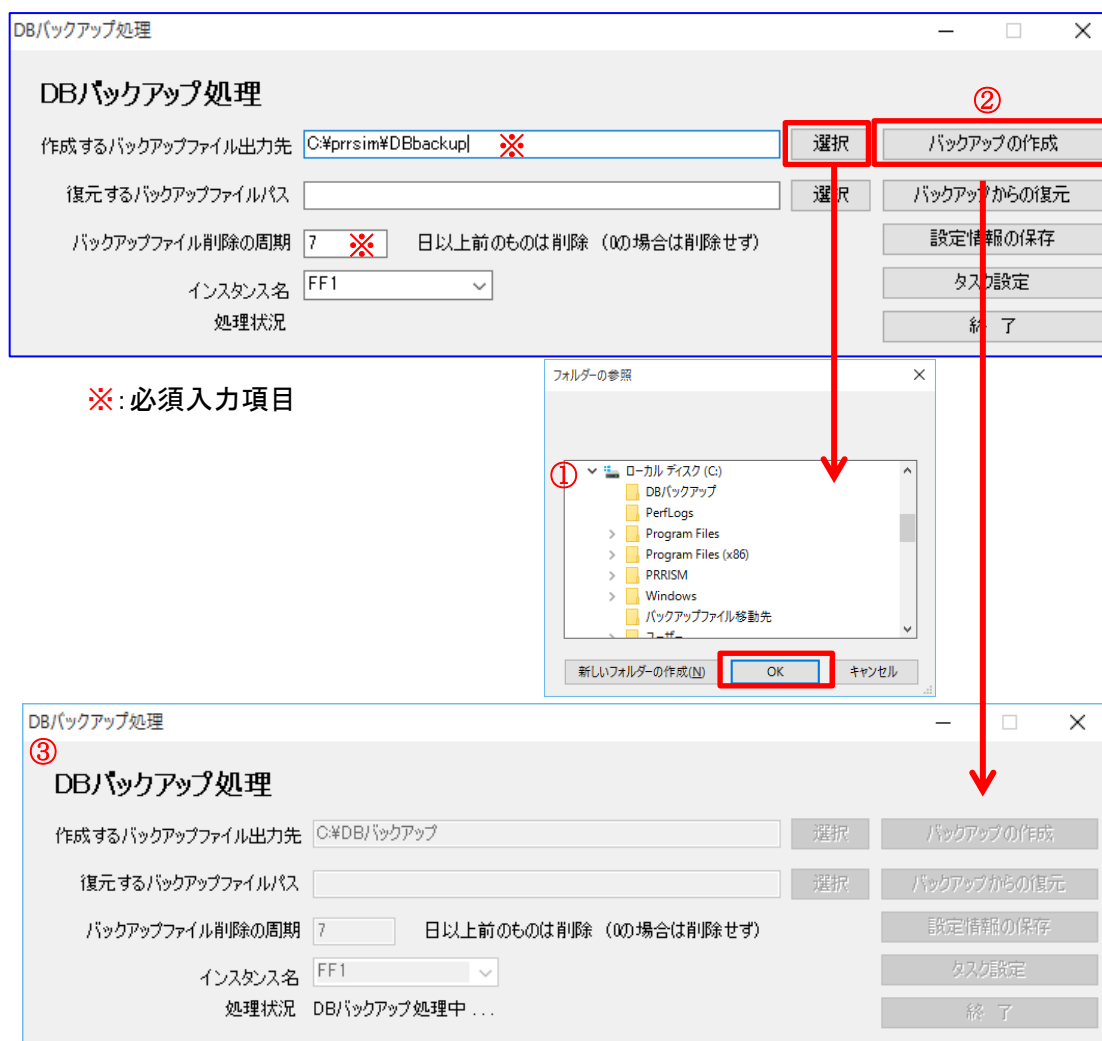 DBバックアップ処理
DBバックアップ処理
②
作成するバックアップファイル出力先 C:¥prrsim¥DBbackup ※ 選択 バックアップの作成
復元するバックアップファイルパス 選択 バックアップからの復元
バックアップファイル削除の周期 7 ※ 日以上前のものは削除（0の場合は削除せず） 設定情報の保存
インスタンス名 FF1 タスク設定
処理状況 終 了
※:必須入力項目
フォルダーの参照
① ローカル ディスク (C:)
DBバックアップ
PerfLogs
Program Files
Program Files (x86)
PRRISM
Windows
バックアップファイル移動先
ユーザー
新しいフォルダーの作成(N) OK キャンセル
DBバックアップ処理
③
DBバックアップ処理
作成するバックアップファイル出力先 C:¥DBバックアップ 選択 バックアップの作成
復元するバックアップファイルパス 選択 バックアップからの復元
バックアップファイル削除の周期 7 日以上前のものは削除（0の場合は削除せず） 設定情報の保存
インスタンス名 FF1 タスク設定
処理状況 DBバックアップ処理中 ... 終 了